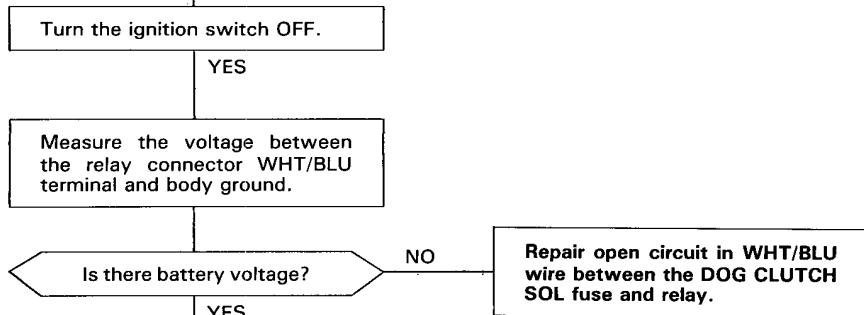 Turn the ignition switch OFF.
YES
Measure the voltage between
the relay connector WHT/BLU
terminal and body ground.
Is there battery voltage?
NO
Repair open circuit in WHT/BLU
wire between the DOG CLUTCH
SOL fuse and relay.
YES